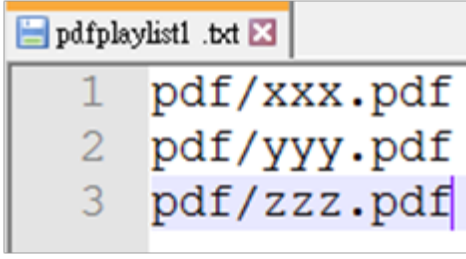 pdfplaylist1 .txt
1 pdf/xxx.pdf
2 pdf/yyy.pdf
3 pdf/zzz.pdf